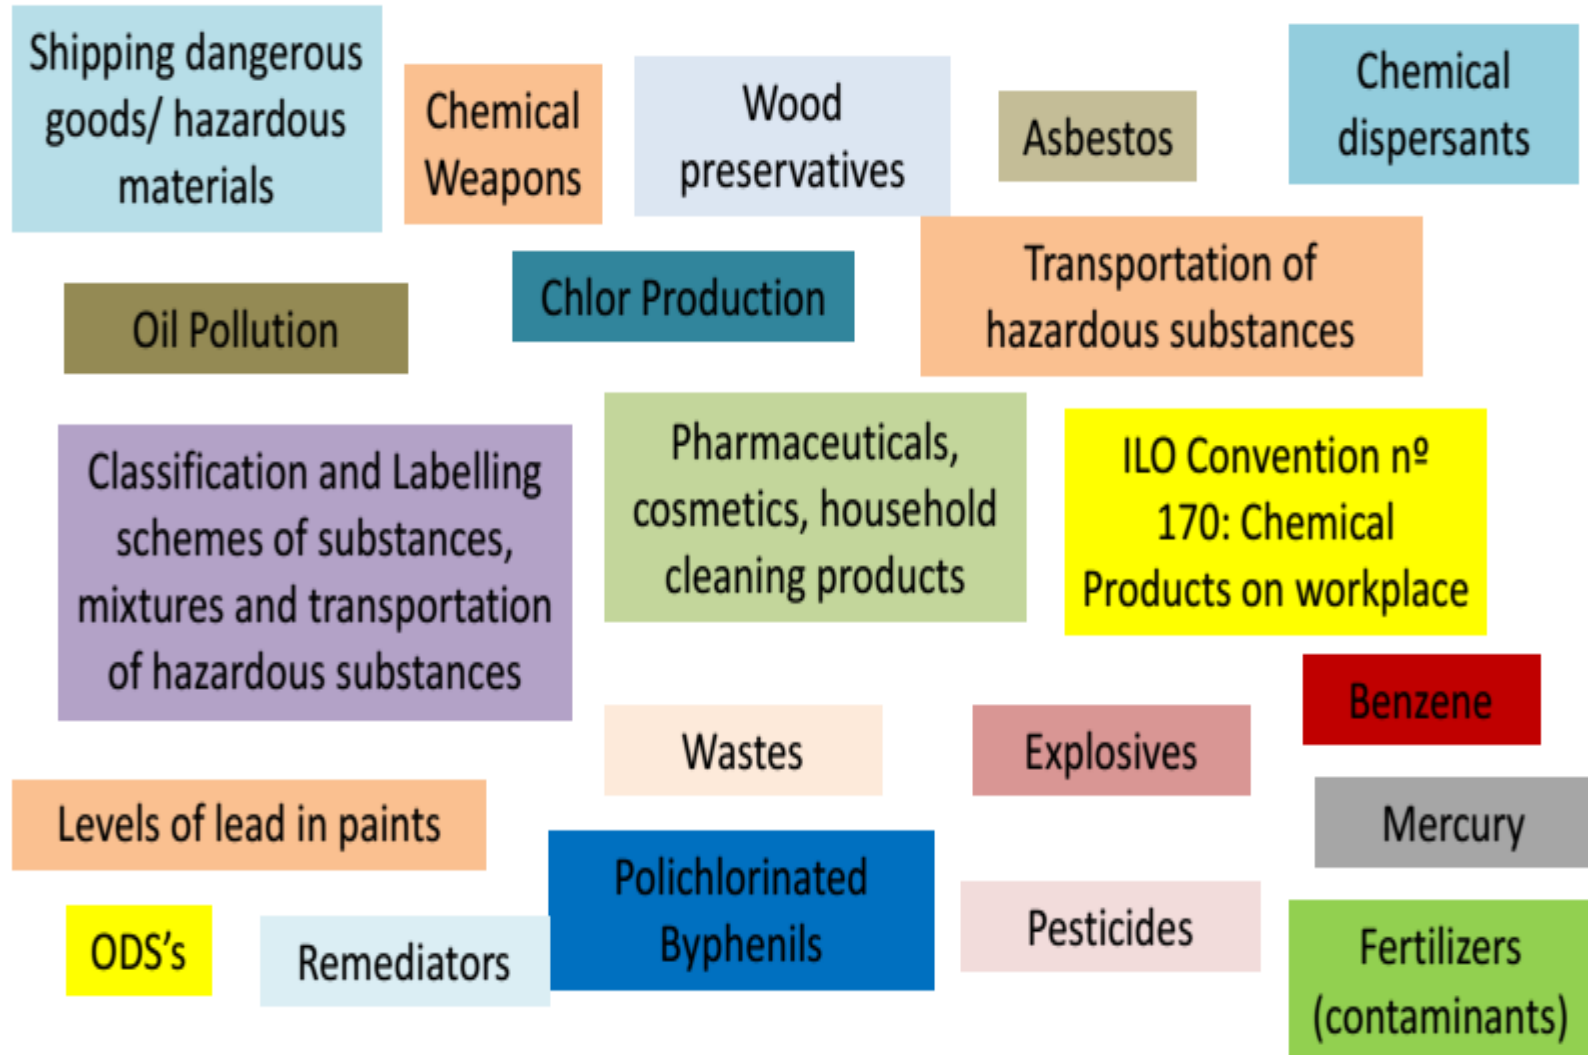 Shipping dangerous
goods/ hazardous
materials
Chemical
Weapons
Wood
preservatives
Asbestos
Chemical
dispersants
Oil Pollution
Chlor Production
Transportation of
hazardous substances
Classification and Labelling
schemes of substances,
mixtures and transportation
of hazardous substances
Pharmaceuticals,
cosmetics, household
cleaning products
ILO Convention nº
170: Chemical
Products on workplace
Benzene
Wastes
Explosives
Levels of lead in paints
Mercury
Polichlorinated
Byphenils
Pesticides
ODS’s
Remediators
Fertilizers
(contaminants)